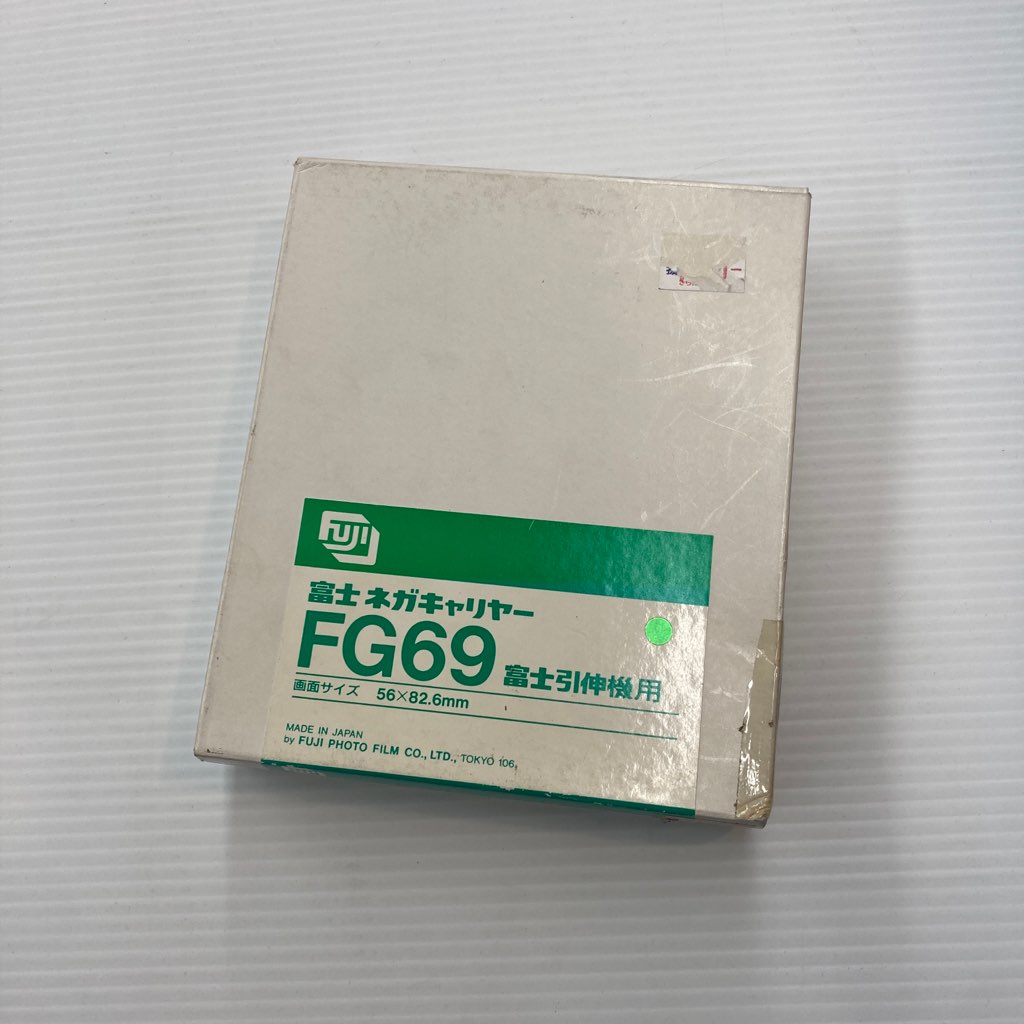 FUJI
富士 ネガキャリヤー
FG69 富士引伸機用
画面サイズ 56×82.6mm
MADE IN JAPAN
by FUJI PHOTO FILM CO., LTD., TOKYO 106,